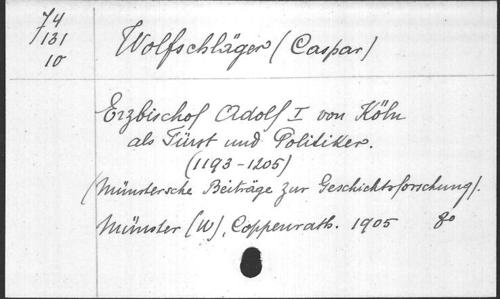 74
131
10
Wolfschläger (Caspar)
Erzbischof Adolf I von Köln
als Fürst und Politiker.
(1193-1205)
(Münstersche Beiträge zur Geschichtsforschung).
Münster (W), Coppenrath. 1905 8o